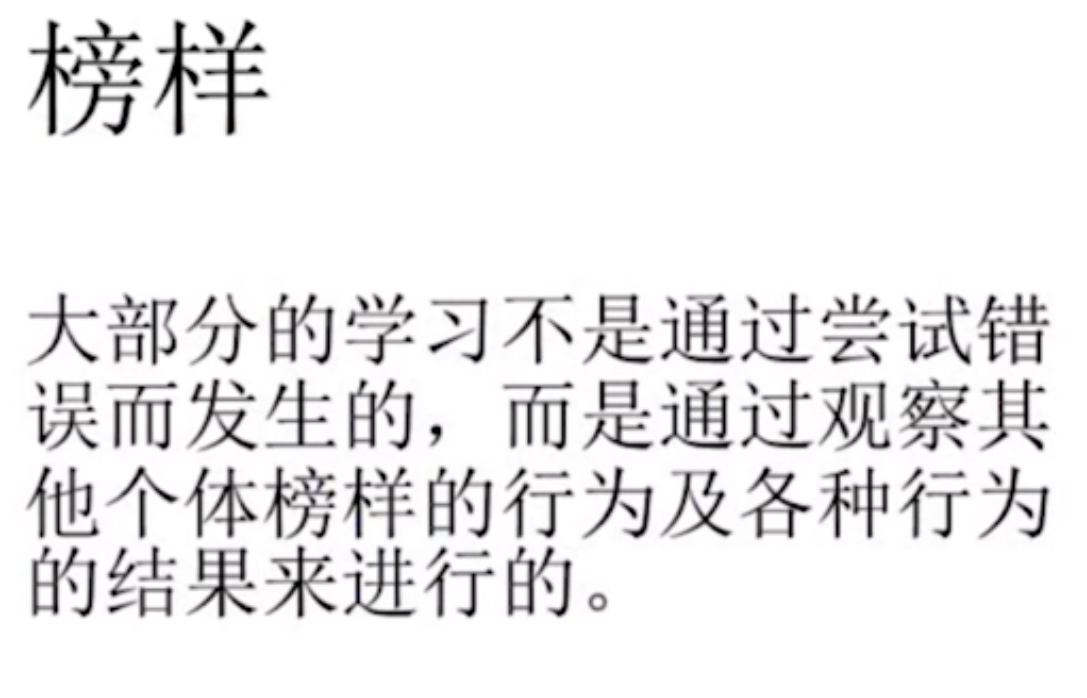 榜样
大部分的学习不是通过尝试错
误而发生的，而是通过观察其
他个体榜样的行为及各种行为
的结果来进行的。